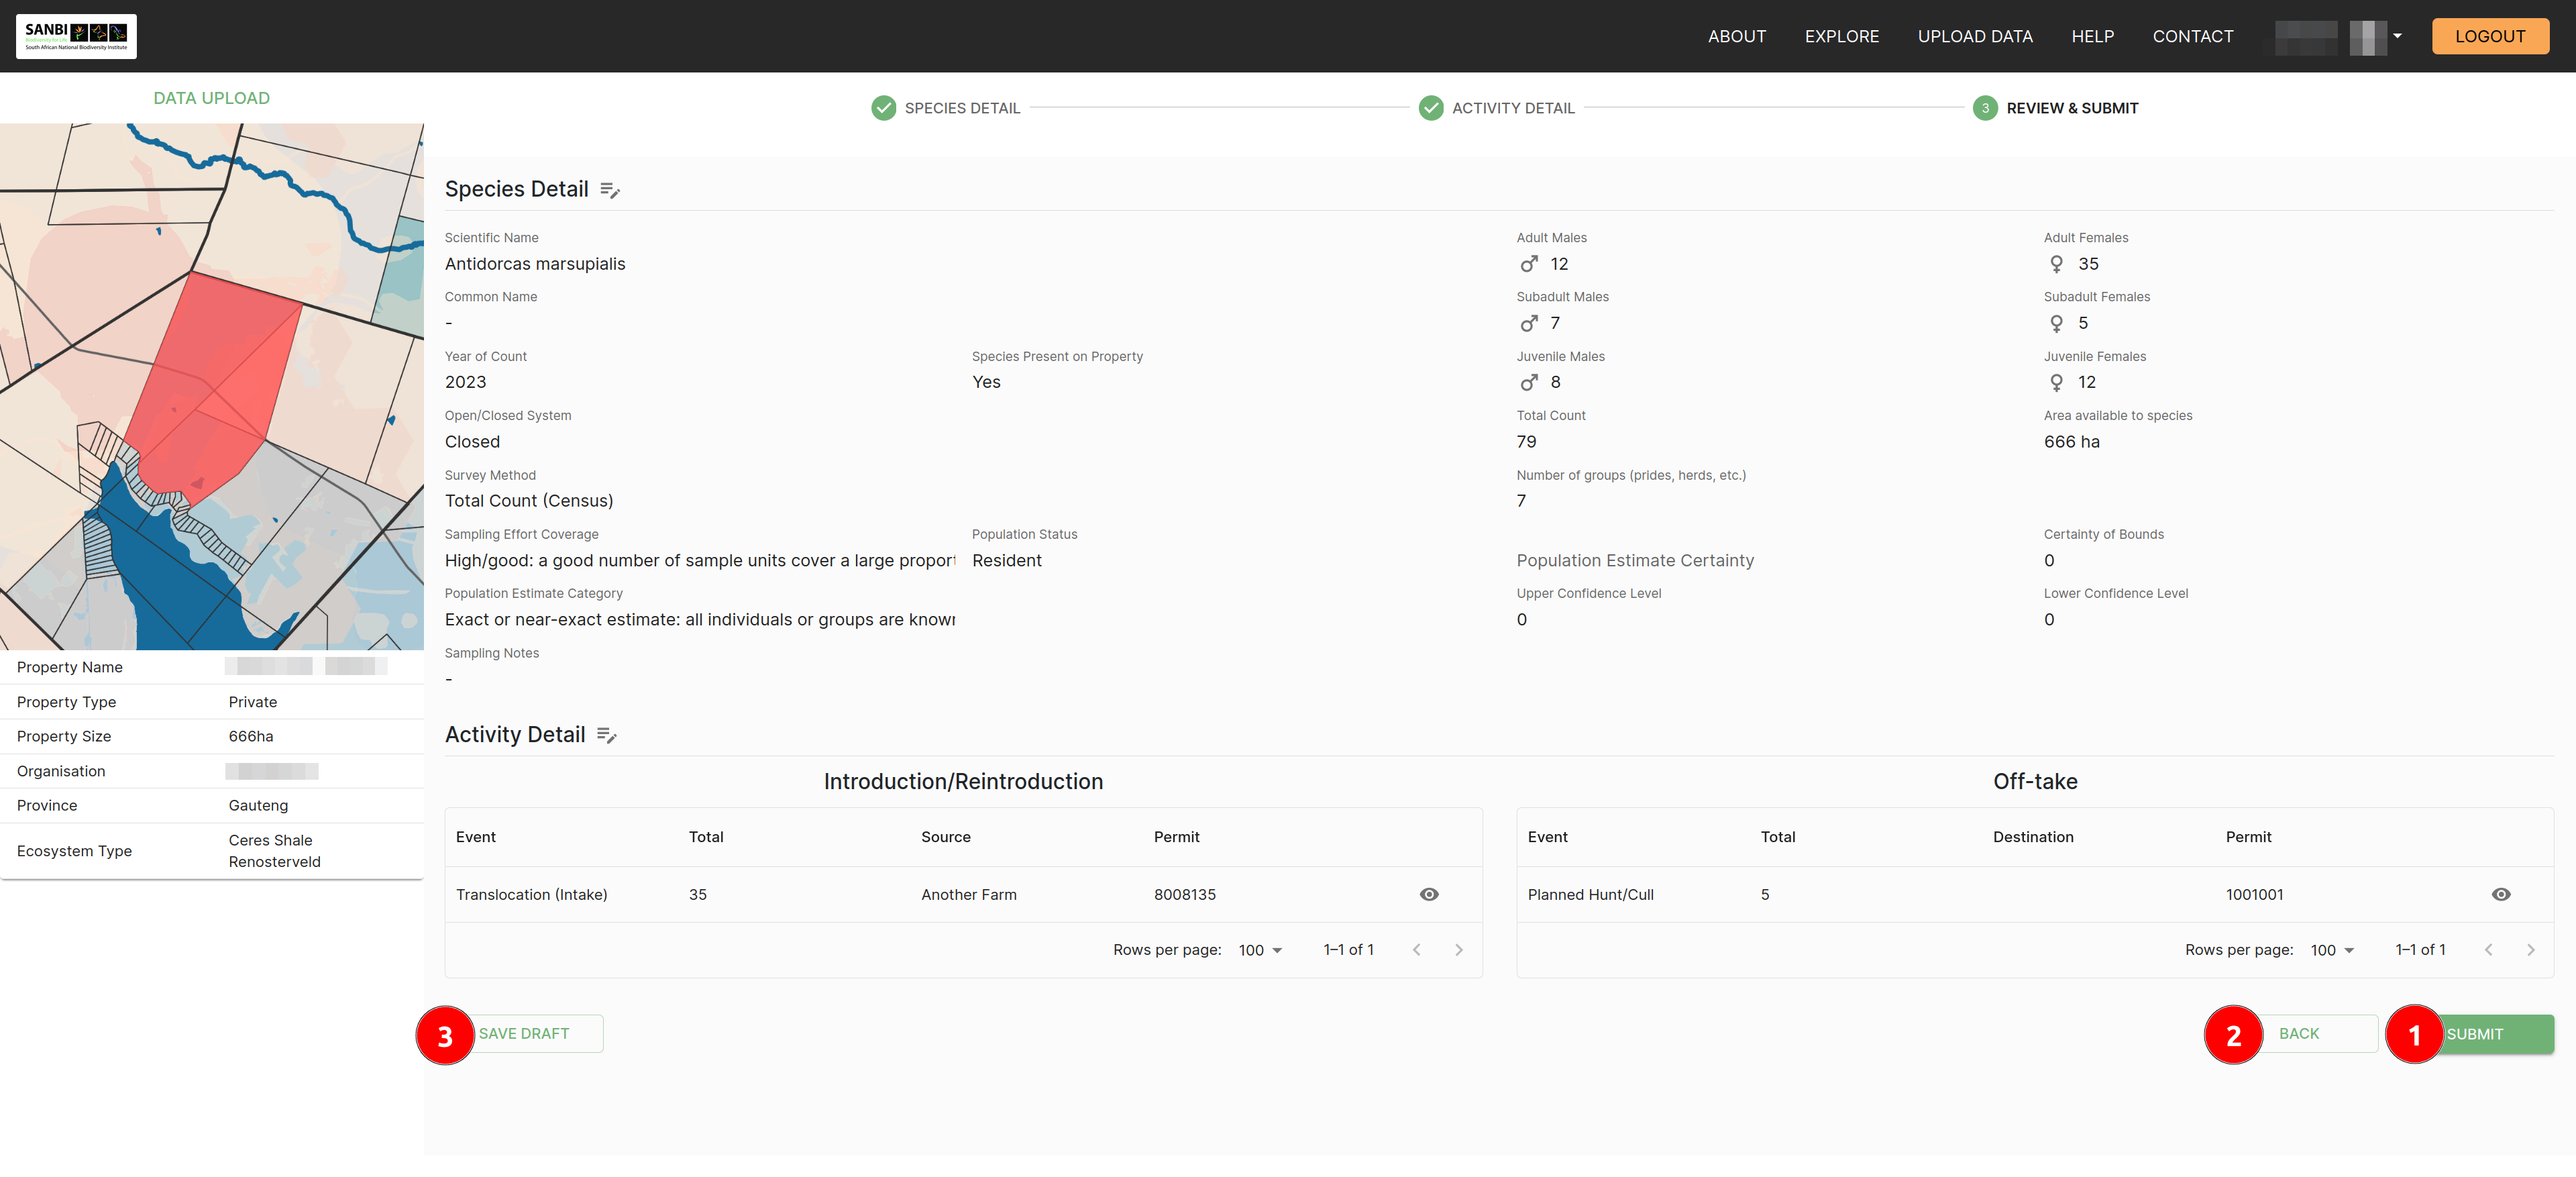 SANBI
Biodiversity for Life
South African National Biodiversity Institute
ABOUT
EXPLORE
UPLOAD DATA
HELP
CONTACT
LOGOUT
DATA UPLOAD
SPECIES DETAIL
ACTIVITY DETAIL
3 REVIEW & SUBMIT
Species Detail
Scientific Name
Antidorcas marsupialis
Common Name
-
Year of Count
2023
Species Present on Property
Yes
Open/Closed System
Closed
Survey Method
Total Count (Census)
Sampling Effort Coverage
High/good: a good number of sample units cover a large propor
Population Status
Resident
Population Estimate Category
Exact or near-exact estimate: all individuals or groups are know
Sampling Notes
-
Adult Males
12
Adult Females
35
Subadult Males
7
Subadult Females
5
Juvenile Males
8
Juvenile Females
12
Total Count
79
Area available to species
666 ha
Number of groups (prides, herds, etc.)
7
Population Estimate Certainty
Certainty of Bounds
0
Upper Confidence Level
0
Lower Confidence Level
0
Property Name
Property Type Private
Property Size 666ha
Organisation
Province Gauteng
Ecosystem Type Ceres Shale
Renosterveld
Activity Detail
Introduction/Reintroduction
Event Total Source Permit
Translocation (Intake) 35 Another Farm 8008135
Rows per page: 100 1–1 of 1
Off-take
Event Total Destination Permit
Planned Hunt/Cull 5 1001001
Rows per page: 100 1–1 of 1
3 SAVE DRAFT
2 BACK
1 SUBMIT